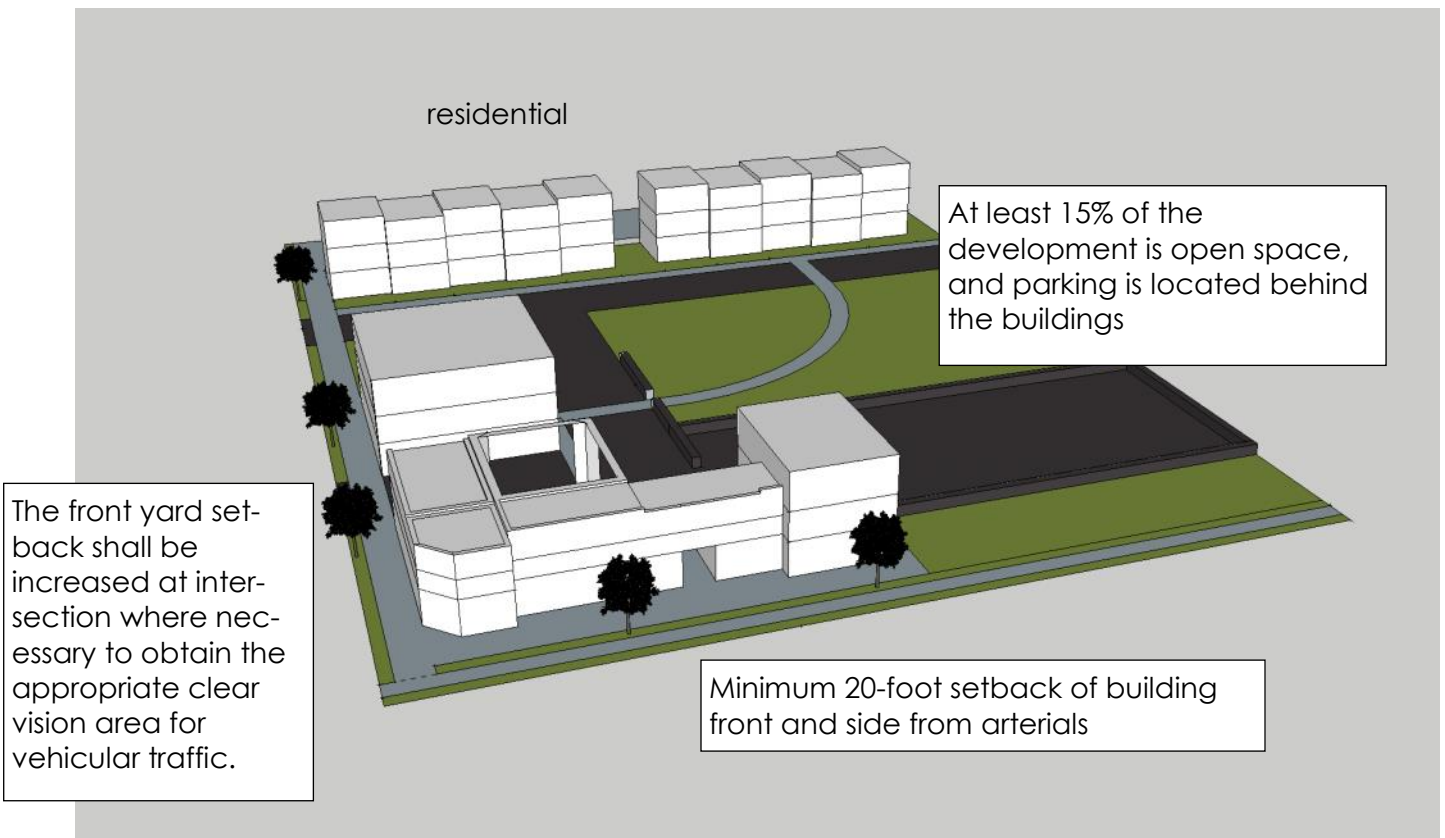 residential
At least 15% of the
development is open space,
and parking is located behind
the buildings
The front yard set-
back shall be
increased at inter-
section where nec-
essary to obtain the
appropriate clear
vision area for
vehicular traffic.
Minimum 20-foot setback of building
front and side from arterials